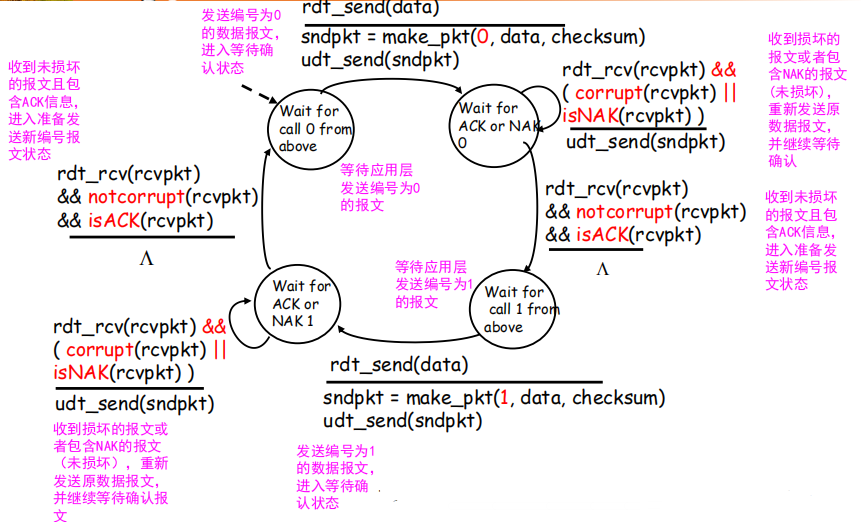 发送编号为0
的数据报文,
进入等待确
认状态
rdt_send(data)
sndpkt = make_pkt(0, data, checksum)
udt_send(sndpkt)
收到未损坏
的报文且包
含ACK信息,
进入准备发
送新编号报
文状态
Wait for
call 0 from
above
Wait for
ACK or NAK
0
rdt_rcv(rcvpkt) &&
( corrupt(rcvpkt) ||
isNAK(rcvpkt) )
udt_send(sndpkt)
收到损坏的
报文或者包
含NAK的报文
(未损坏),
重新发送原
数据报文,
并继续等待
确认
等待应用层
发送编号为0
的报文
rdt_rcv(rcvpkt)
&& notcorrupt(rcvpkt)
&& isACK(rcvpkt)
Λ
rdt_rcv(rcvpkt)
&& notcorrupt(rcvpkt)
&& isACK(rcvpkt)
Λ
收到未损坏
的报文且包
含ACK信息,
进入准备发
送新编号报
文状态
等待应用层
发送编号为1
的报文
Wait for
ACK or
NAK 1
Wait for
call 1 from
above
rdt_rcv(rcvpkt) &&
( corrupt(rcvpkt) ||
isNAK(rcvpkt) )
udt_send(sndpkt)
rdt_send(data)
sndpkt = make_pkt(1, data, checksum)
udt_send(sndpkt)
收到损坏的报文或
者包含NAK的报文
(未损坏),重新
发送原数据报文,
并继续等待确认报
文
发送编号为1
的数据报文,
进入等待确
认状态